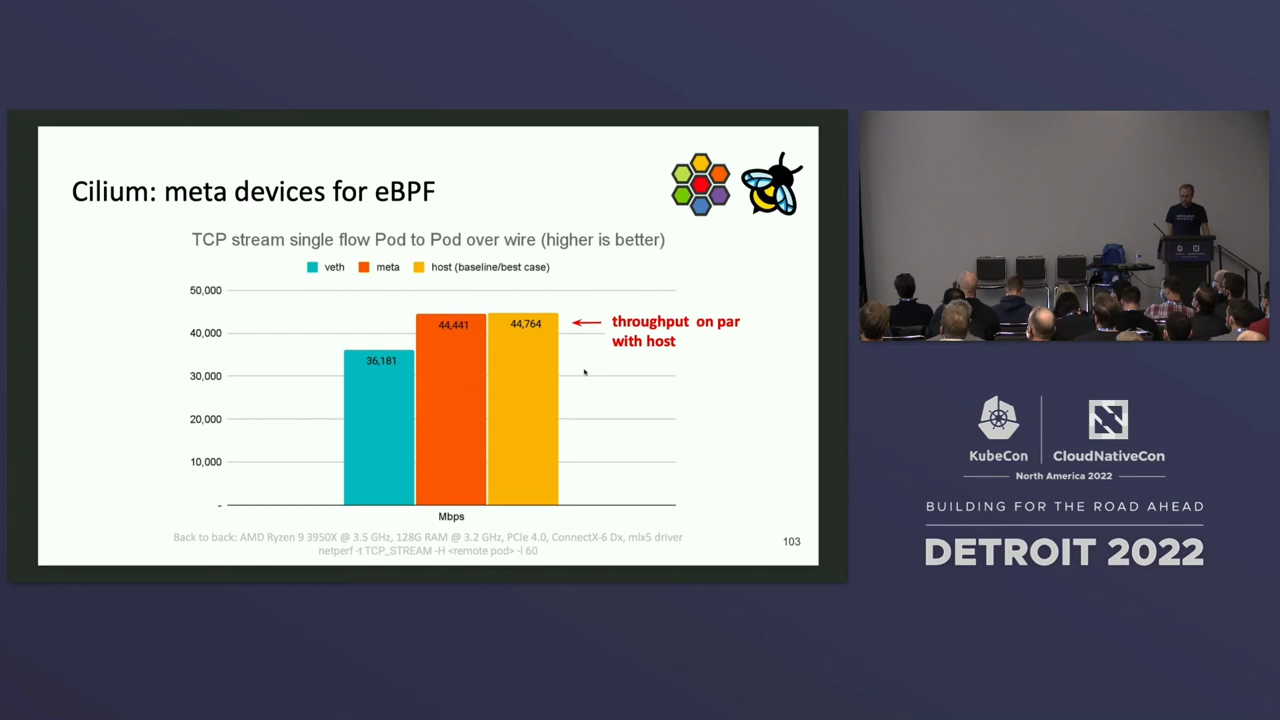 Cilium: meta devices for eBPF
TCP stream single flow Pod to Pod over wire (higher is better)
veth meta host (baseline/best case)
50,000
40,000
30,000
20,000
10,000
-
36,181
44,441
44,764
throughput on par
with host
Mbps
Back to back: AMD Ryzen 9 3950X @ 3.5 GHz, 128G RAM @ 3.2 GHz, PCIe 4.0, ConnectX-6 Dx, mlx5 driver
netperf -t TCP_STREAM -H <remote pod> -l 60
103
KubeCon CloudNativeCon
North America 2022
BUILDING FOR THE ROAD AHEAD
DETROIT 2022